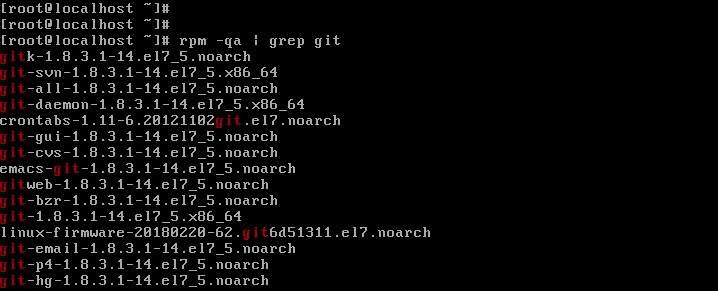 [root@localhost ~]#
[root@localhost ~]#
[root@localhost ~]# rpm -qa | grep git
gitk-1.8.3.1-14.el7_5.noarch
git-svn-1.8.3.1-14.el7_5.x86_64
git-all-1.8.3.1-14.el7_5.noarch
git-daemon-1.8.3.1-14.el7_5.x86_64
crontabs-1.11-6.20121102git.el7.noarch
git-gui-1.8.3.1-14.el7_5.noarch
git-cvs-1.8.3.1-14.el7_5.noarch
emacs-git-1.8.3.1-14.el7_5.noarch
gitweb-1.8.3.1-14.el7_5.noarch
git-bzr-1.8.3.1-14.el7_5.noarch
git-1.8.3.1-14.el7_5.x86_64
linux-firmware-20180220-62.git6d51311.el7.noarch
git-email-1.8.3.1-14.el7_5.noarch
git-p4-1.8.3.1-14.el7_5.noarch
git-hg-1.8.3.1-14.el7_5.noarch